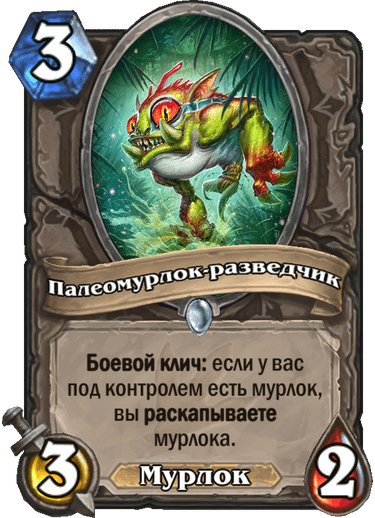 3
Палеомурлок-разведчик
Боевой клич: если у вас
под контролем есть мурлок,
вы раскапываете
мурлока.
3
Мурлок
2